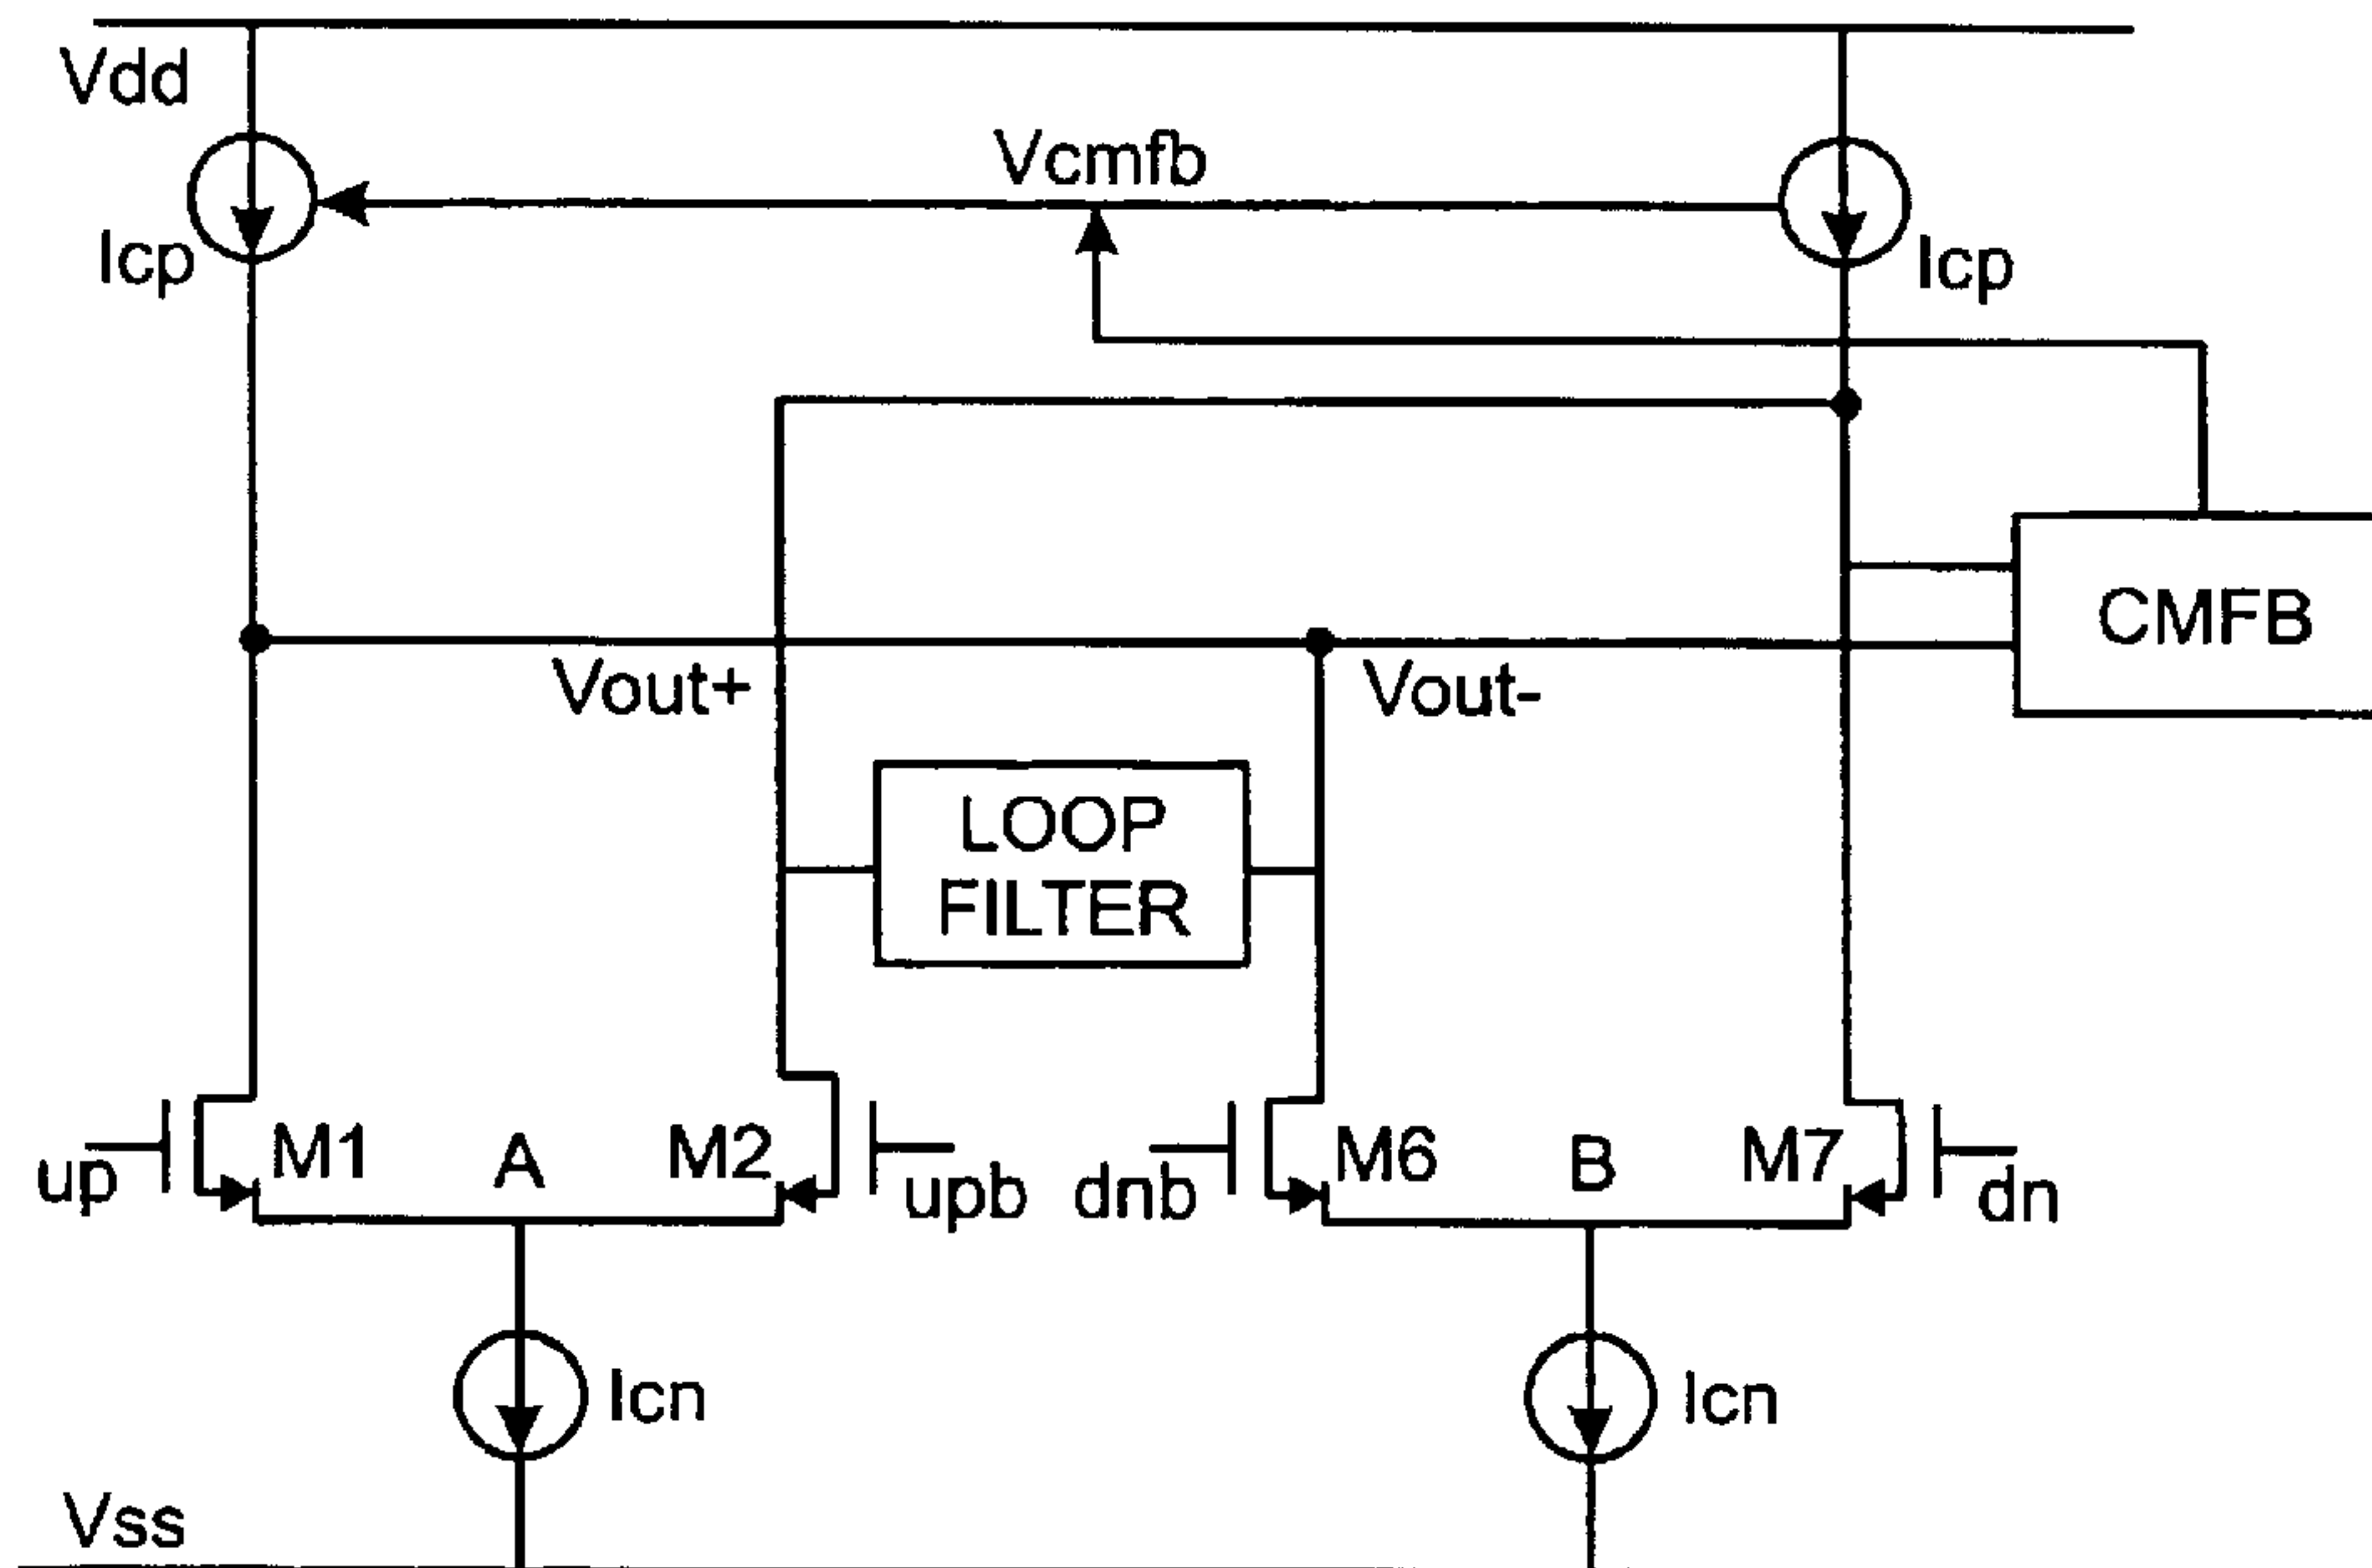 Vdd
Vcmfb
Icp
Icp
CMFB
Vout+
Vout-
LOOP
FILTER
up
M1
A
M2
upb
dnb
M6
B
M7
dn
Icn
Icn
Vss